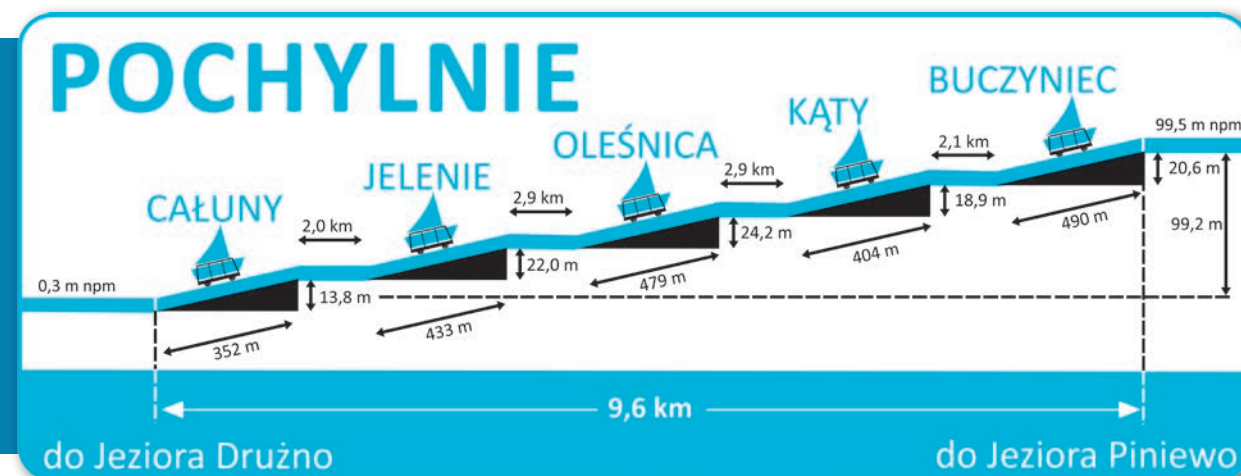 POCHYLNIE
CAŁUNY
JELENIE
OLEŚNICA
KĄTY
BUCZYNIEC
0,3 m npm
2,0 km
2,9 km
2,9 km
2,1 km
99,5 m npm
13,8 m
22,0 m
24,2 m
18,9 m
20,6 m
99,2 m
352 m
433 m
479 m
404 m
490 m
9,6 km
do Jeziora Drużno
do Jeziora Piniewo